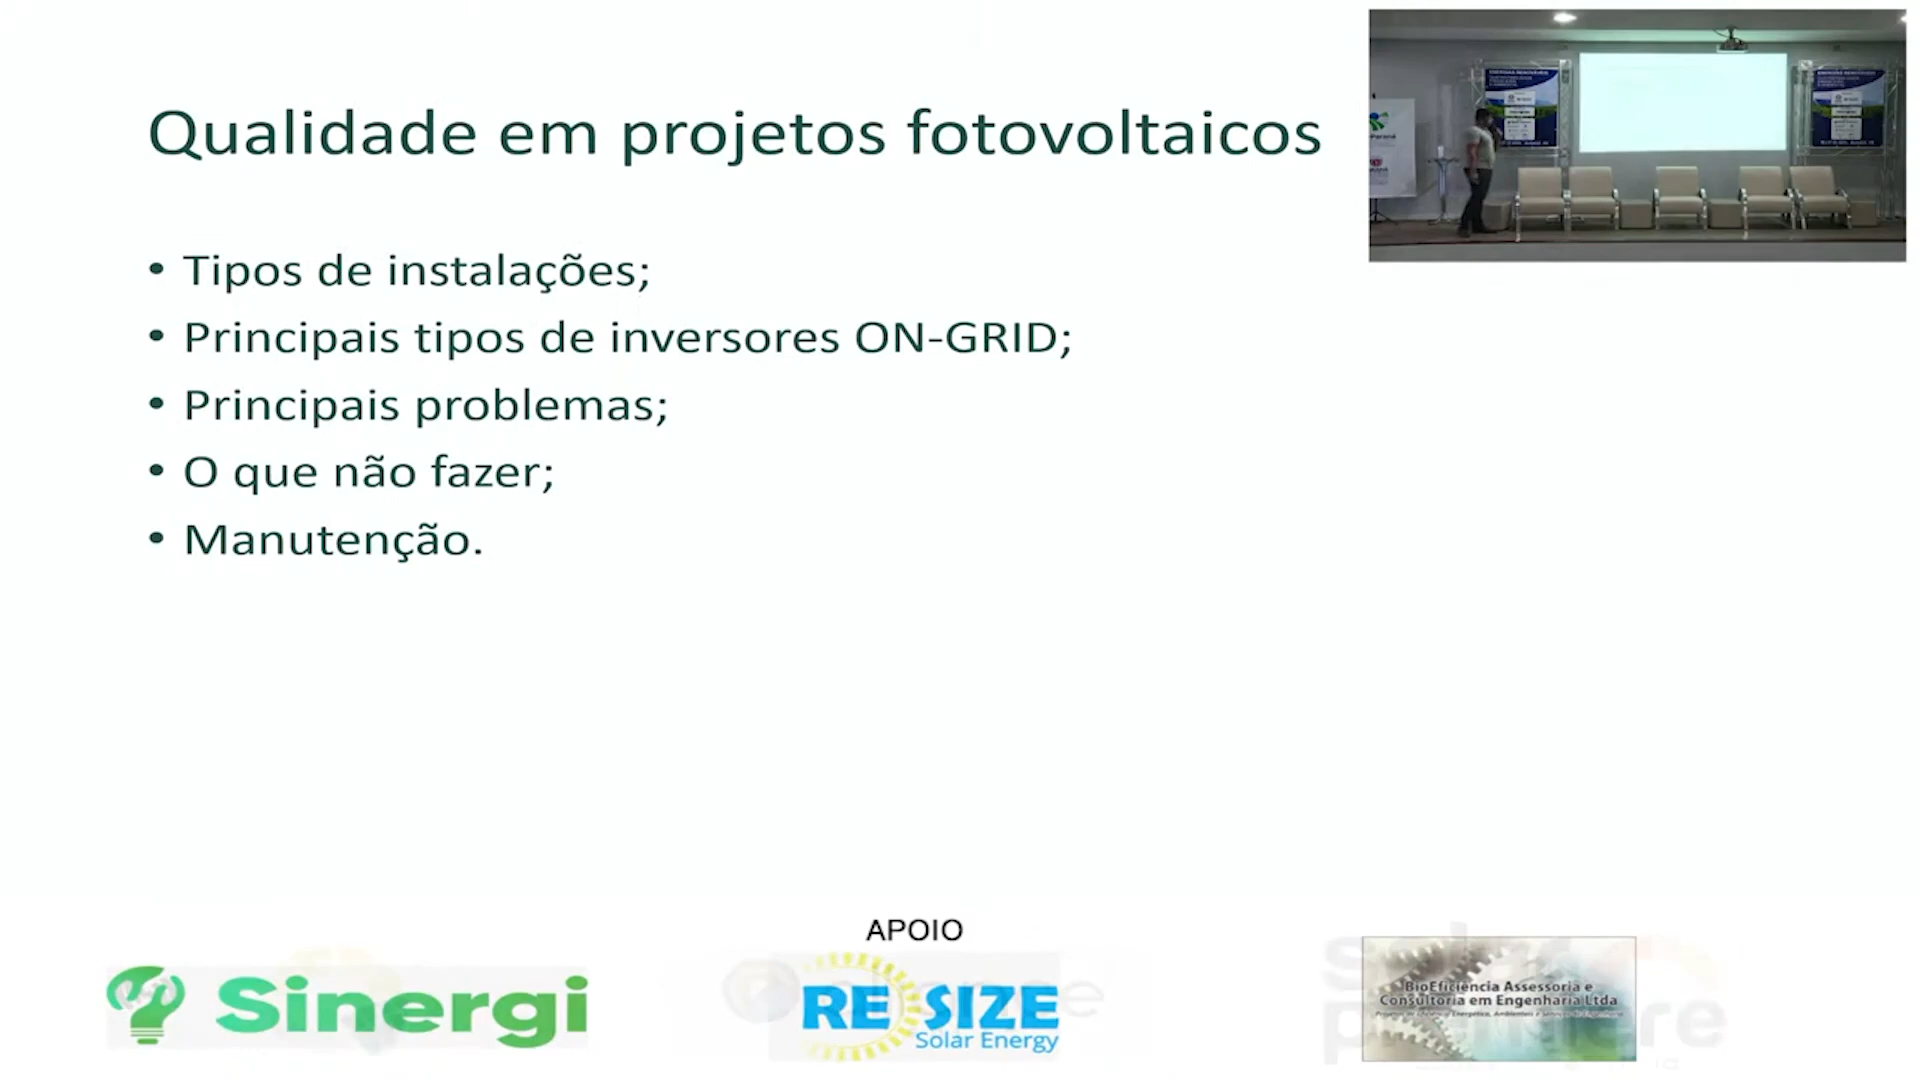 Qualidade em projetos fotovoltaicos
• Tipos de instalações;
• Principais tipos de inversores ON-GRID;
• Principais problemas;
• O que não fazer;
• Manutenção.
APOIO
Sinergi
RE SIZE
Solar Energy
BioEficiência Assessoria e
Consultoria em Engenharia Ltda